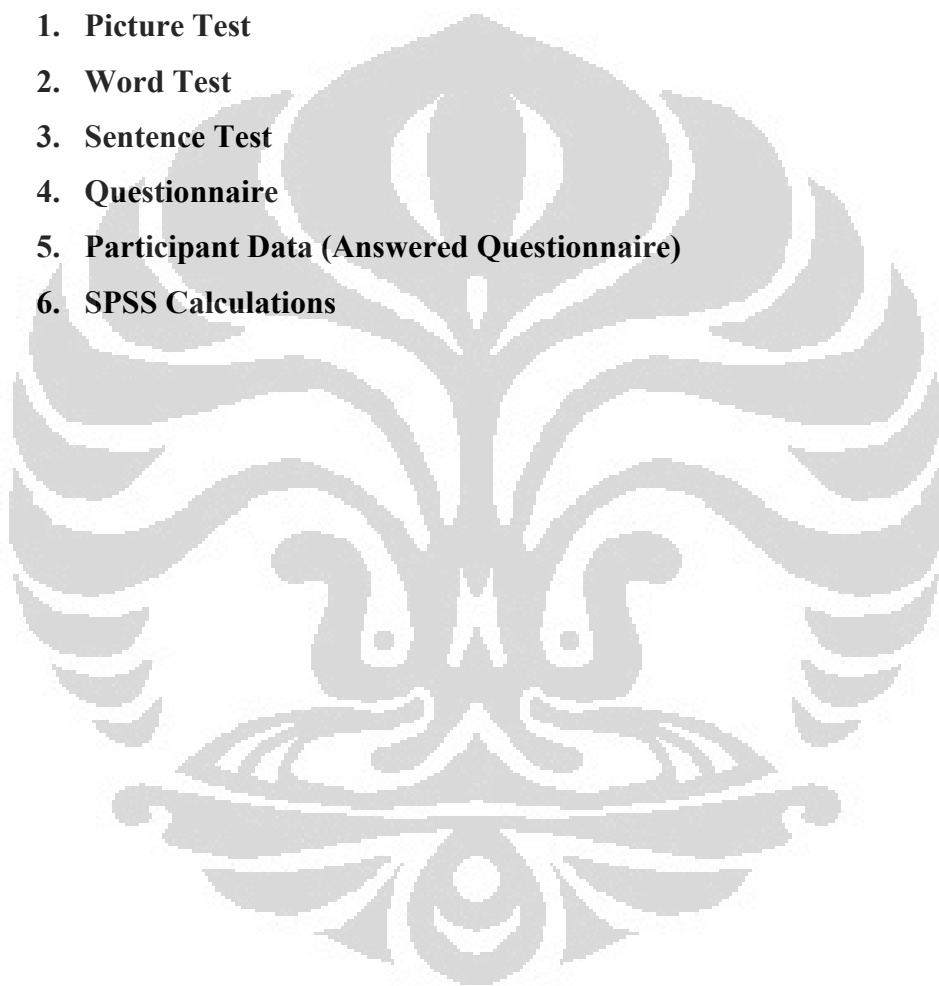 1. Picture Test
2. Word Test
3. Sentence Test
4. Questionnaire
5. Participant Data (Answered Questionnaire)
6. SPSS Calculations